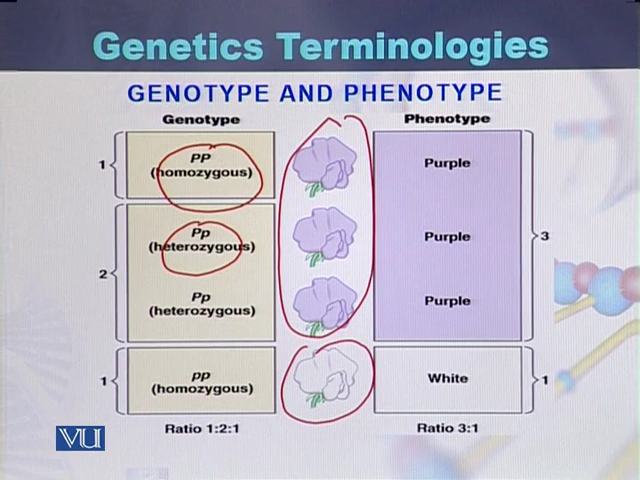 Genetics Terminologies
GENOTYPE AND PHENOTYPE
Genotype
Phenotype
1
PP
(homozygous)
Purple
2
Pp
(heterozygous)
Purple
3
Pp
(heterozygous)
Purple
1
pp
(homozygous)
White
1
Ratio 1:2:1
Ratio 3:1
VU